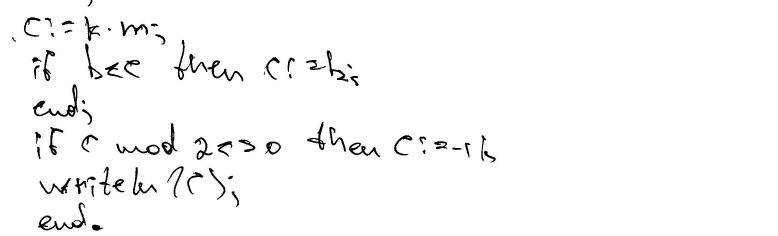 c:=k·m;
if b<c then c:=b;
end;
if c mod 2<>0 then c:=-1;
writeln(c);
end.